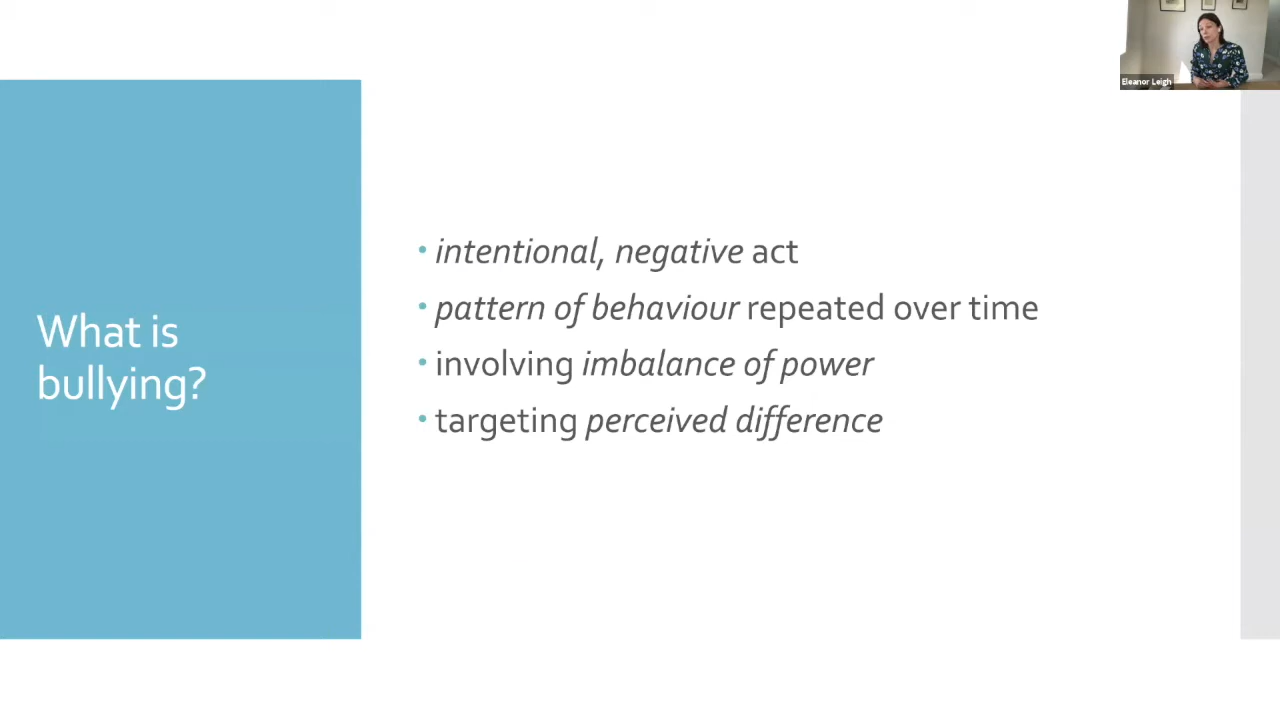 Eleanor Leigh
What is
bullying?
• intentional, negative act
• pattern of behaviour repeated over time
• involving imbalance of power
• targeting perceived difference